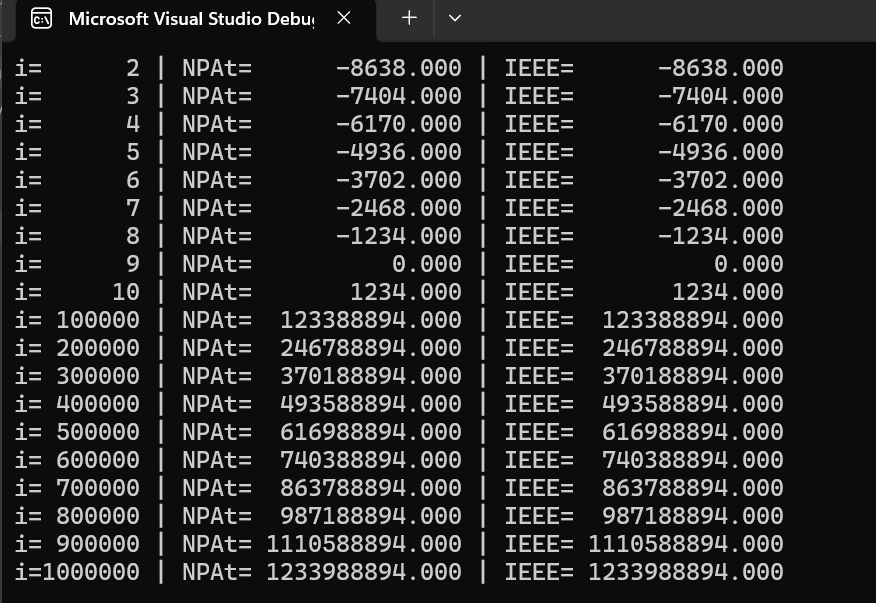 Microsoft Visual Studio Debu
i=      2 | NPAt=      -8638.000 | IEEE=      -8638.000
i=      3 | NPAt=      -7404.000 | IEEE=      -7404.000
i=      4 | NPAt=      -6170.000 | IEEE=      -6170.000
i=      5 | NPAt=      -4936.000 | IEEE=      -4936.000
i=      6 | NPAt=      -3702.000 | IEEE=      -3702.000
i=      7 | NPAt=      -2468.000 | IEEE=      -2468.000
i=      8 | NPAt=      -1234.000 | IEEE=      -1234.000
i=      9 | NPAt=          0.000 | IEEE=          0.000
i=     10 | NPAt=       1234.000 | IEEE=       1234.000
i= 100000 | NPAt=  123388894.000 | IEEE=  123388894.000
i= 200000 | NPAt=  246788894.000 | IEEE=  246788894.000
i= 300000 | NPAt=  370188894.000 | IEEE=  370188894.000
i= 400000 | NPAt=  493588894.000 | IEEE=  493588894.000
i= 500000 | NPAt=  616988894.000 | IEEE=  616988894.000
i= 600000 | NPAt=  740388894.000 | IEEE=  740388894.000
i= 700000 | NPAt=  863788894.000 | IEEE=  863788894.000
i= 800000 | NPAt=  987188894.000 | IEEE=  987188894.000
i= 900000 | NPAt= 1110588894.000 | IEEE= 1110588894.000
i=1000000 | NPAt= 1233988894.000 | IEEE= 1233988894.000